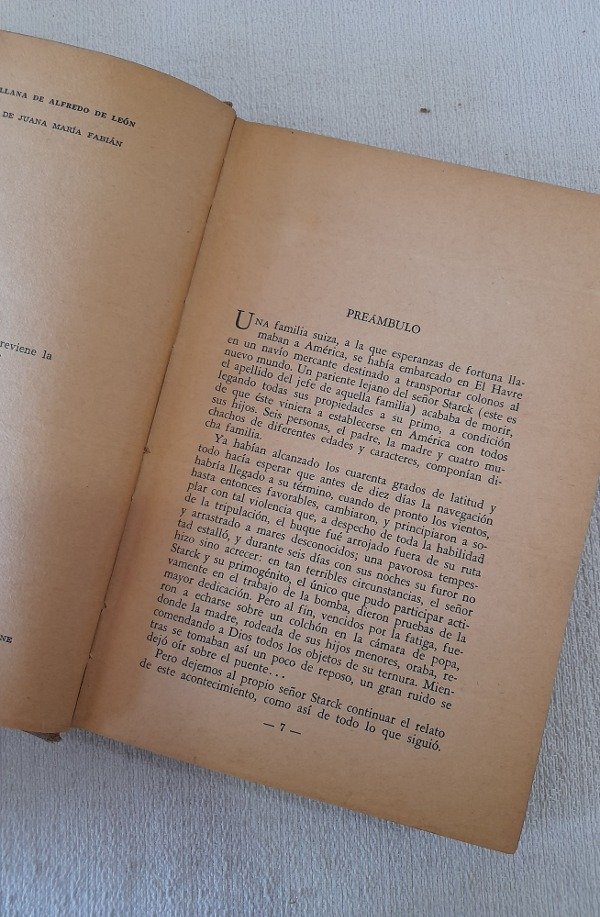 LLANA DE ALFREDO DE LEÓN
DE JUANA MARÍA FABIÁN
reviene la
NE
PREÁMBULO
UNA familia suiza, a la que esperanzas de fortuna lla-
maban a América, se había embarcado en El Havre
en un navío mercante destinado a transportar colonos al
nuevo mundo. Un pariente lejano del señor Starck (este es
el apellido del jefe de aquella familia) acababa de morir,
legando todas sus propiedades a su primo, a condición
de que éste viniera a establecerse en América con todos
sus hijos. Seis personas, el padre, la madre y cuatro mu-
chachos de diferentes edades y caracteres, componían di-
cha familia.
Ya habían alcanzado los cuarenta grados de latitud y
todo hacía esperar que antes de diez días la navegación
habría llegado a su término, cuando de pronto los vientos,
hasta entonces favorables, cambiaron, y principiaron a so-
plar con tal violencia que, a despecho de toda la habilidad
de la tripulación, el buque fué arrojado fuera de su ruta
y arrastrado a mares desconocidos; una pavorosa tempes-
tad estalló, y durante seis días con sus noches su furor no
hizo sino acrecer: en tan terribles circunstancias, el señor
Starck y su primogénito, el único que pudo participar acti-
vamente en el trabajo de la bomba, dieron pruebas de la
mayor dedicación. Pero al fin, vencidos por la fatiga, fue-
ron a echarse sobre un colchón en la cámara de popa,
donde la madre, rodeada de sus hijos menores, oraba, re-
comendando a Dios todos los objetos de su ternura. Mien-
tras se tomaban así un poco de reposo, un gran ruido se
dejó oír sobre el puente...
Pero dejemos al propio señor Starck continuar el relato
de este acontecimiento, como así de todo lo que siguió.
— 7 —